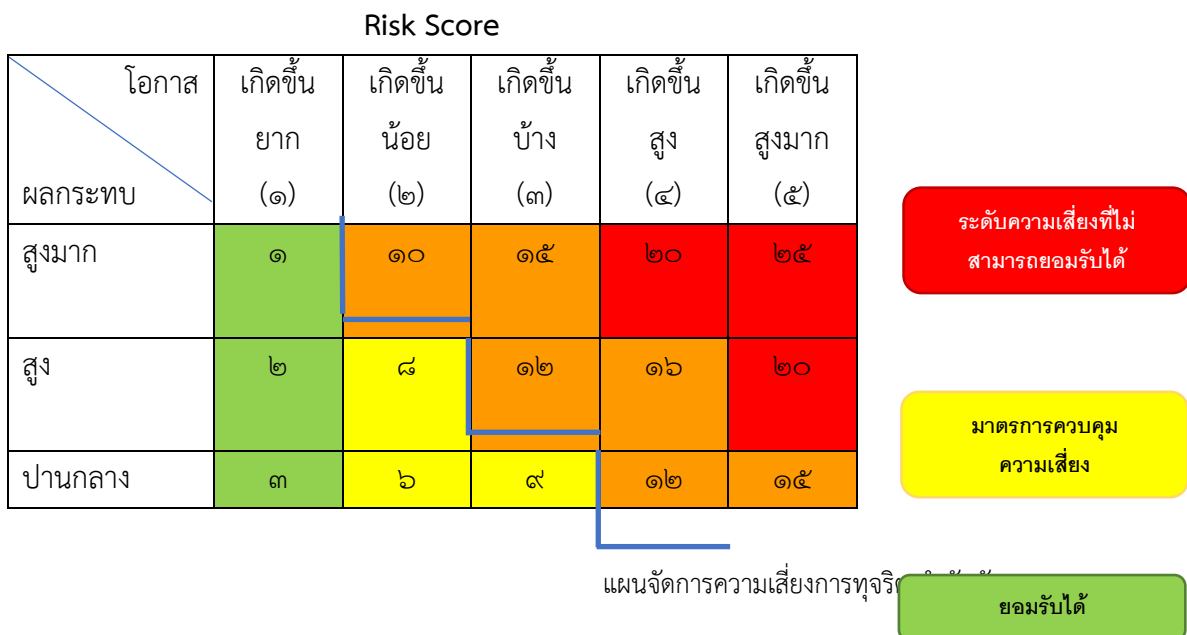 Risk Score
โอกาส
ผลกระทบ
เกิดขึ้น
ยาก
(๑)
เกิดขึ้น
น้อย
(๒)
เกิดขึ้น
บ้าง
(๓)
เกิดขึ้น
สูง
(๔)
เกิดขึ้น
สูงมาก
(๕)
สูงมาก ๑ ๑๐ ๑๕ ๒๐ ๒๕
สูง ๒ ๘ ๑๒ ๑๖ ๒๐
ปานกลาง ๓ ๖ ๙ ๑๒ ๑๕
ระดับความเสี่ยงที่ไม่
สามารถยอมรับได้
มาตรการควบคุม
ความเสี่ยง
แผนจัดการความเสี่ยงการทุจริต
ยอมรับได้